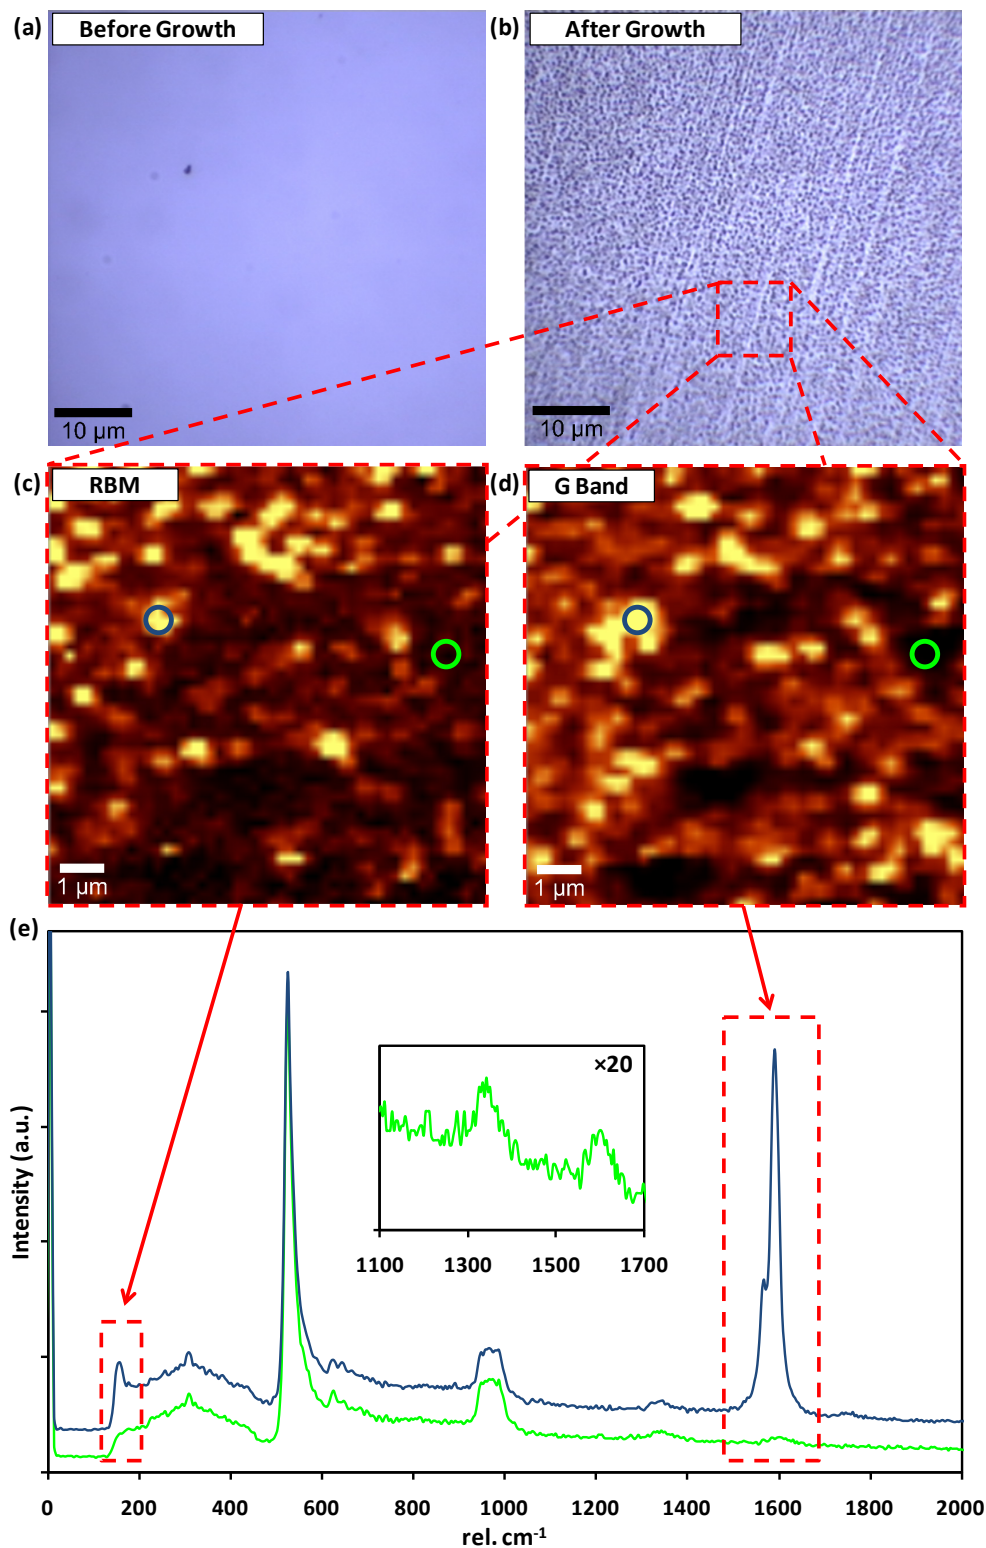 (a) Before Growth
(b) After Growth
10 µm
10 µm
(c) RBM
(d) G Band
1 µm
1 µm
(e)
×20
1100 1300 1500 1700
Intensity (a.u.)
0 200 400 600 800 1000 1200 1400 1600 1800 2000
rel. cm⁻¹